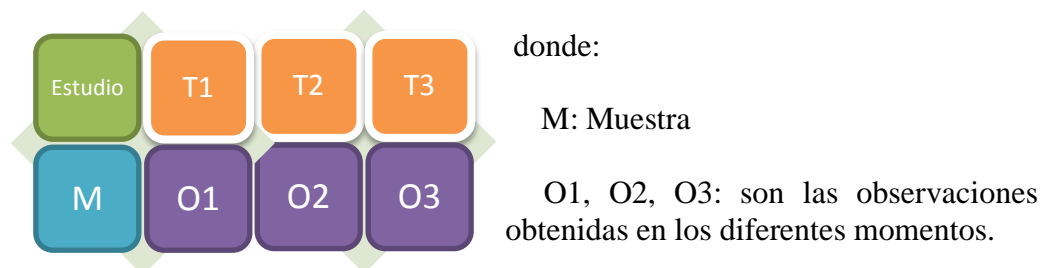 Estudio T1 T2 T3
M O1 O2 O3
donde:
M: Muestra
O1, O2, O3: son las observaciones
obtenidas en los diferentes momentos.